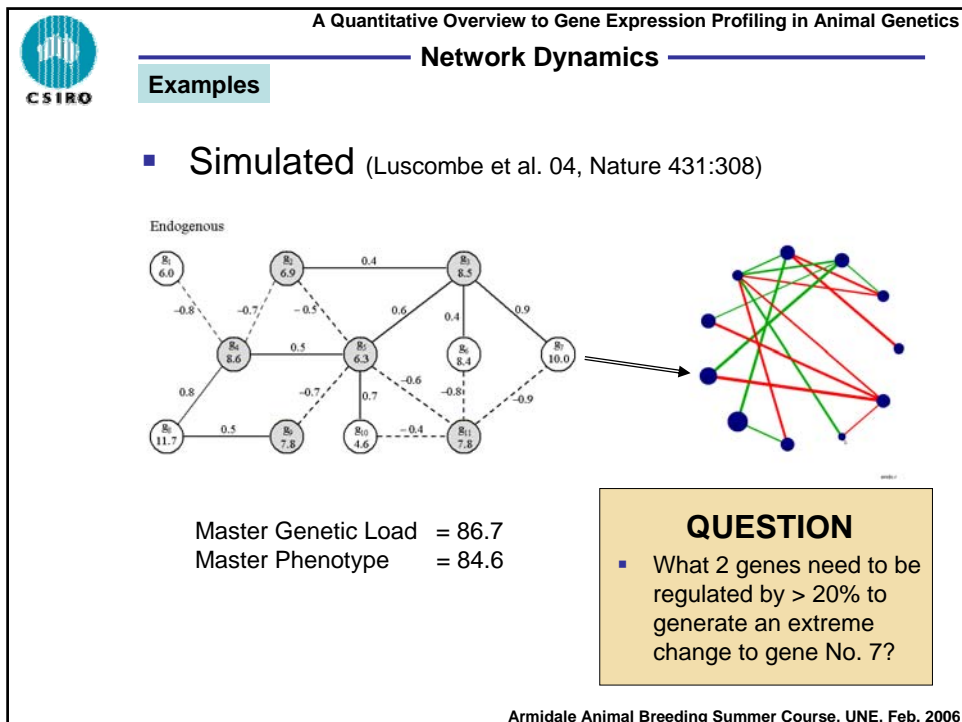 A Quantitative Overview to Gene Expression Profiling in Animal Genetics
CSIRO
Network Dynamics
Examples
▪ Simulated (Luscombe et al. 04, Nature 431:308)
Endogenous
g1 g2 0.4 g3
6.0 6.9 8.5
−0.8 −0.7 −0.5 0.6 0.4 0.9
g4 0.5 g5 g6 g7
8.6 6.3 8.4 10.0
0.8 −0.7 0.7 −0.6 −0.8 −0.9
g8 0.5 g9 g10 −0.4 g11
11.7 7.8 4.6 7.8
Master Genetic Load = 86.7
Master Phenotype = 84.6
QUESTION
▪ What 2 genes need to be
regulated by > 20% to
generate an extreme
change to gene No. 7?
Armidale Animal Breeding Summer Course, UNE, Feb. 2006